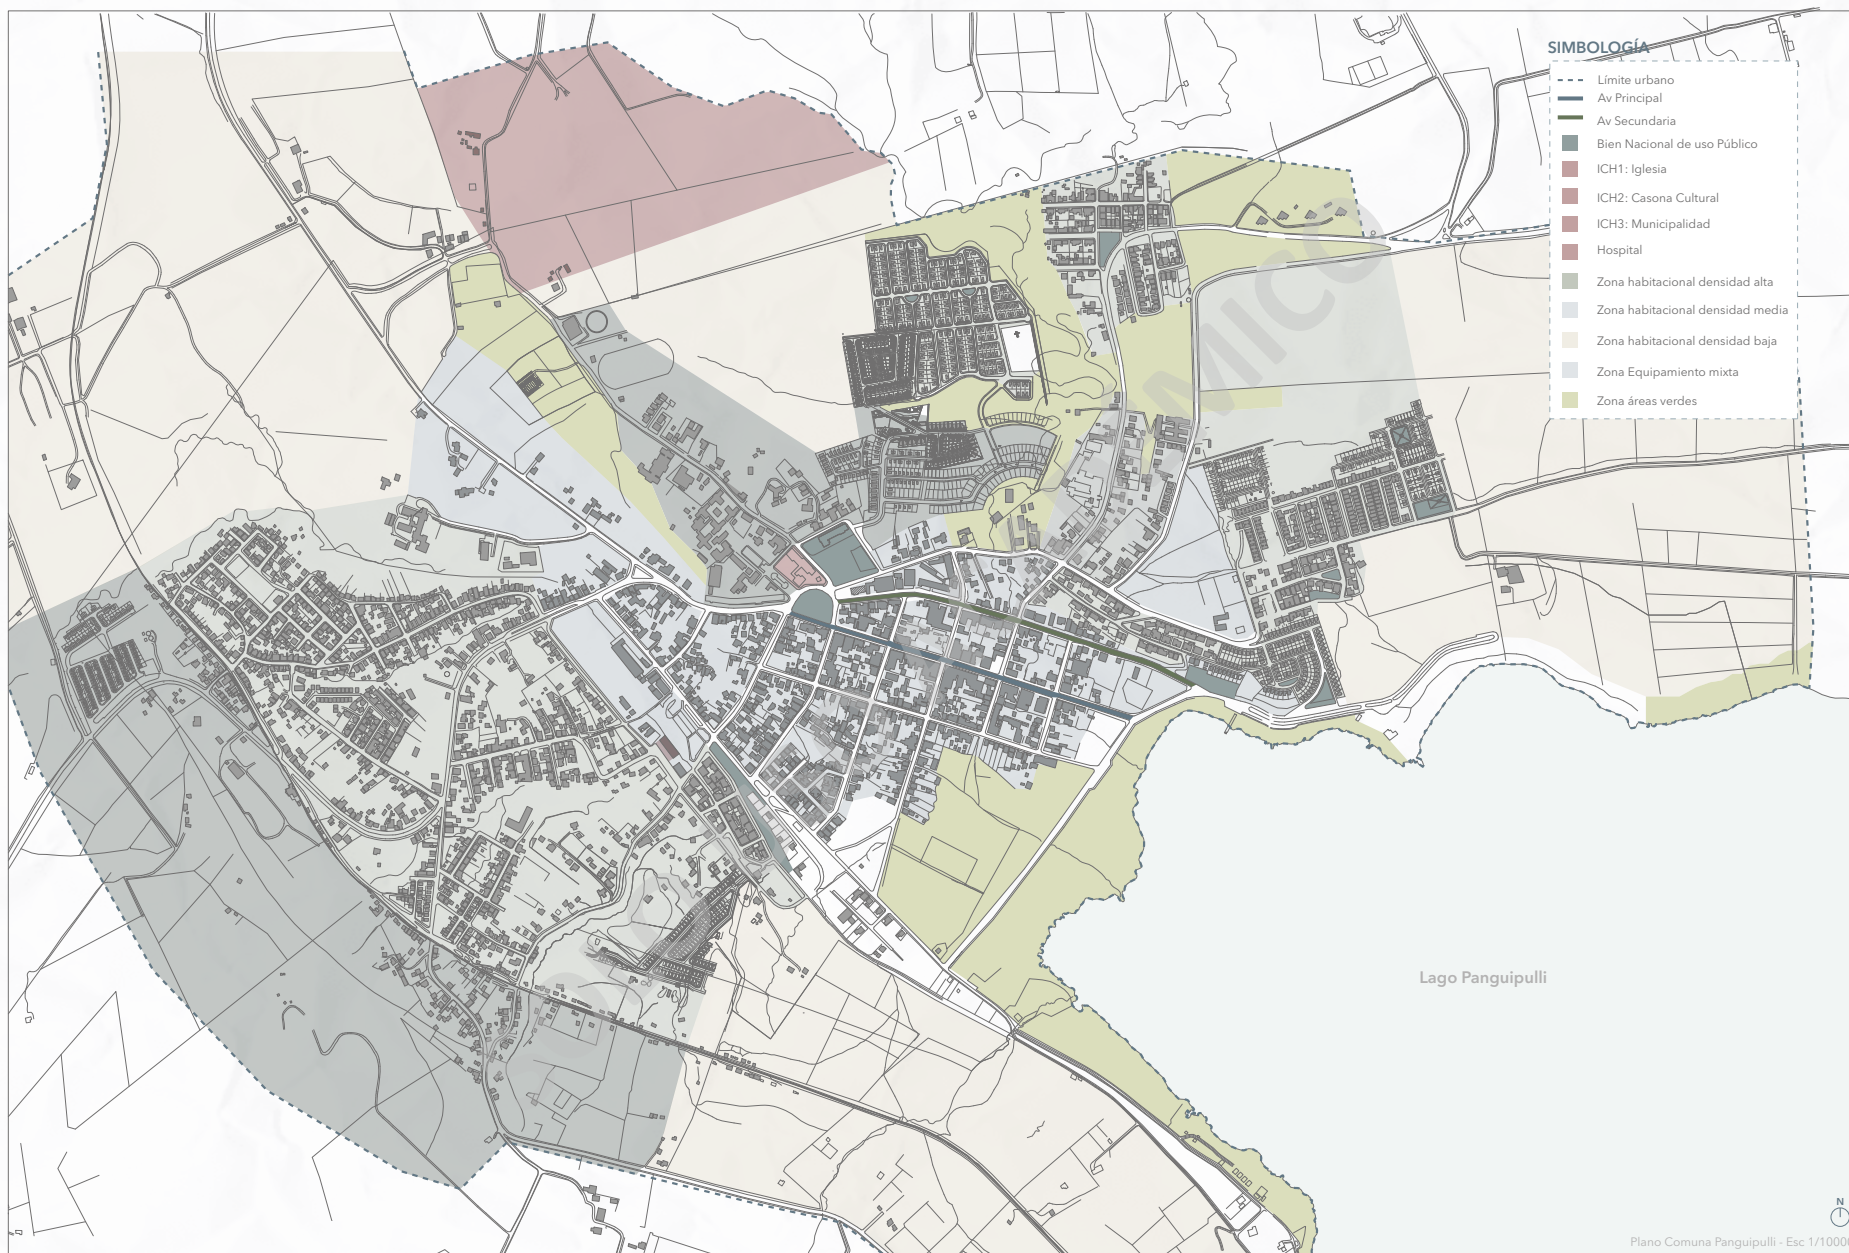 SIMBOLOGÍA
Límite urbano
Av Principal
Av Secundaria
Bien Nacional de uso Público
ICH1: Iglesia
ICH2: Casona Cultural
ICH3: Municipalidad
Hospital
Zona habitacional densidad alta
Zona habitacional densidad media
Zona habitacional densidad baja
Zona Equipamiento mixta
Zona áreas verdes
Lago Panguipulli
N
Plano Comuna Panguipulli - Esc 1/10000